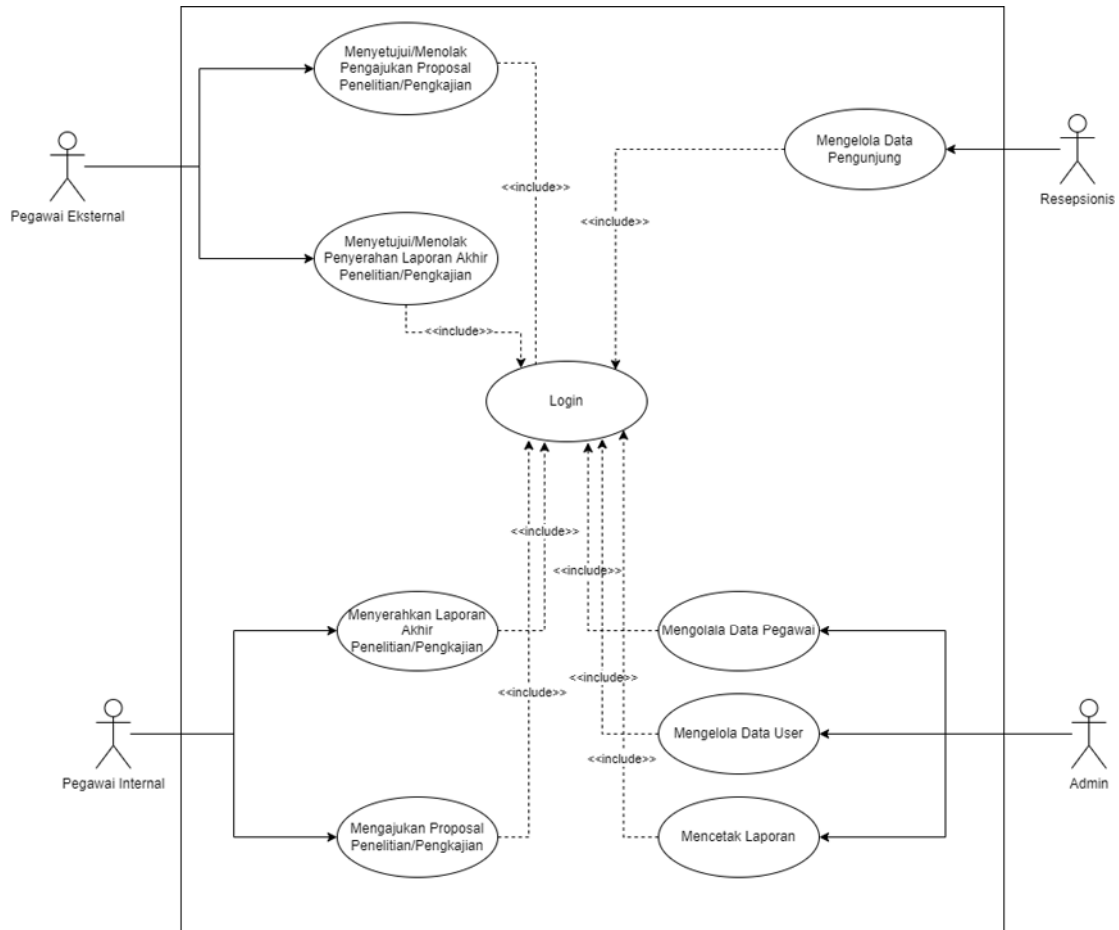 Menyetujui/Menolak
Pengajukan Proposal
Penelitian/Pengkajian
Mengelola Data
Pengunjung
Pegawai Eksternal
Resepsionis
<<include>>
<<include>>
Menyetujui/Menolak
Penyerahan Laporan Akhir
Penelitian/Pengkajian
<<include>>
Login
<<include>>
<<include>>
Menyerahkan Laporan
Akhir
Penelitian/Pengkajian
Mengolala Data Pegawai
<<include>>
<<include>>
Mengelola Data User
Pegawai Internal
Admin
<<include>>
Mengajukan Proposal
Penelitian/Pengkajian
Mencetak Laporan